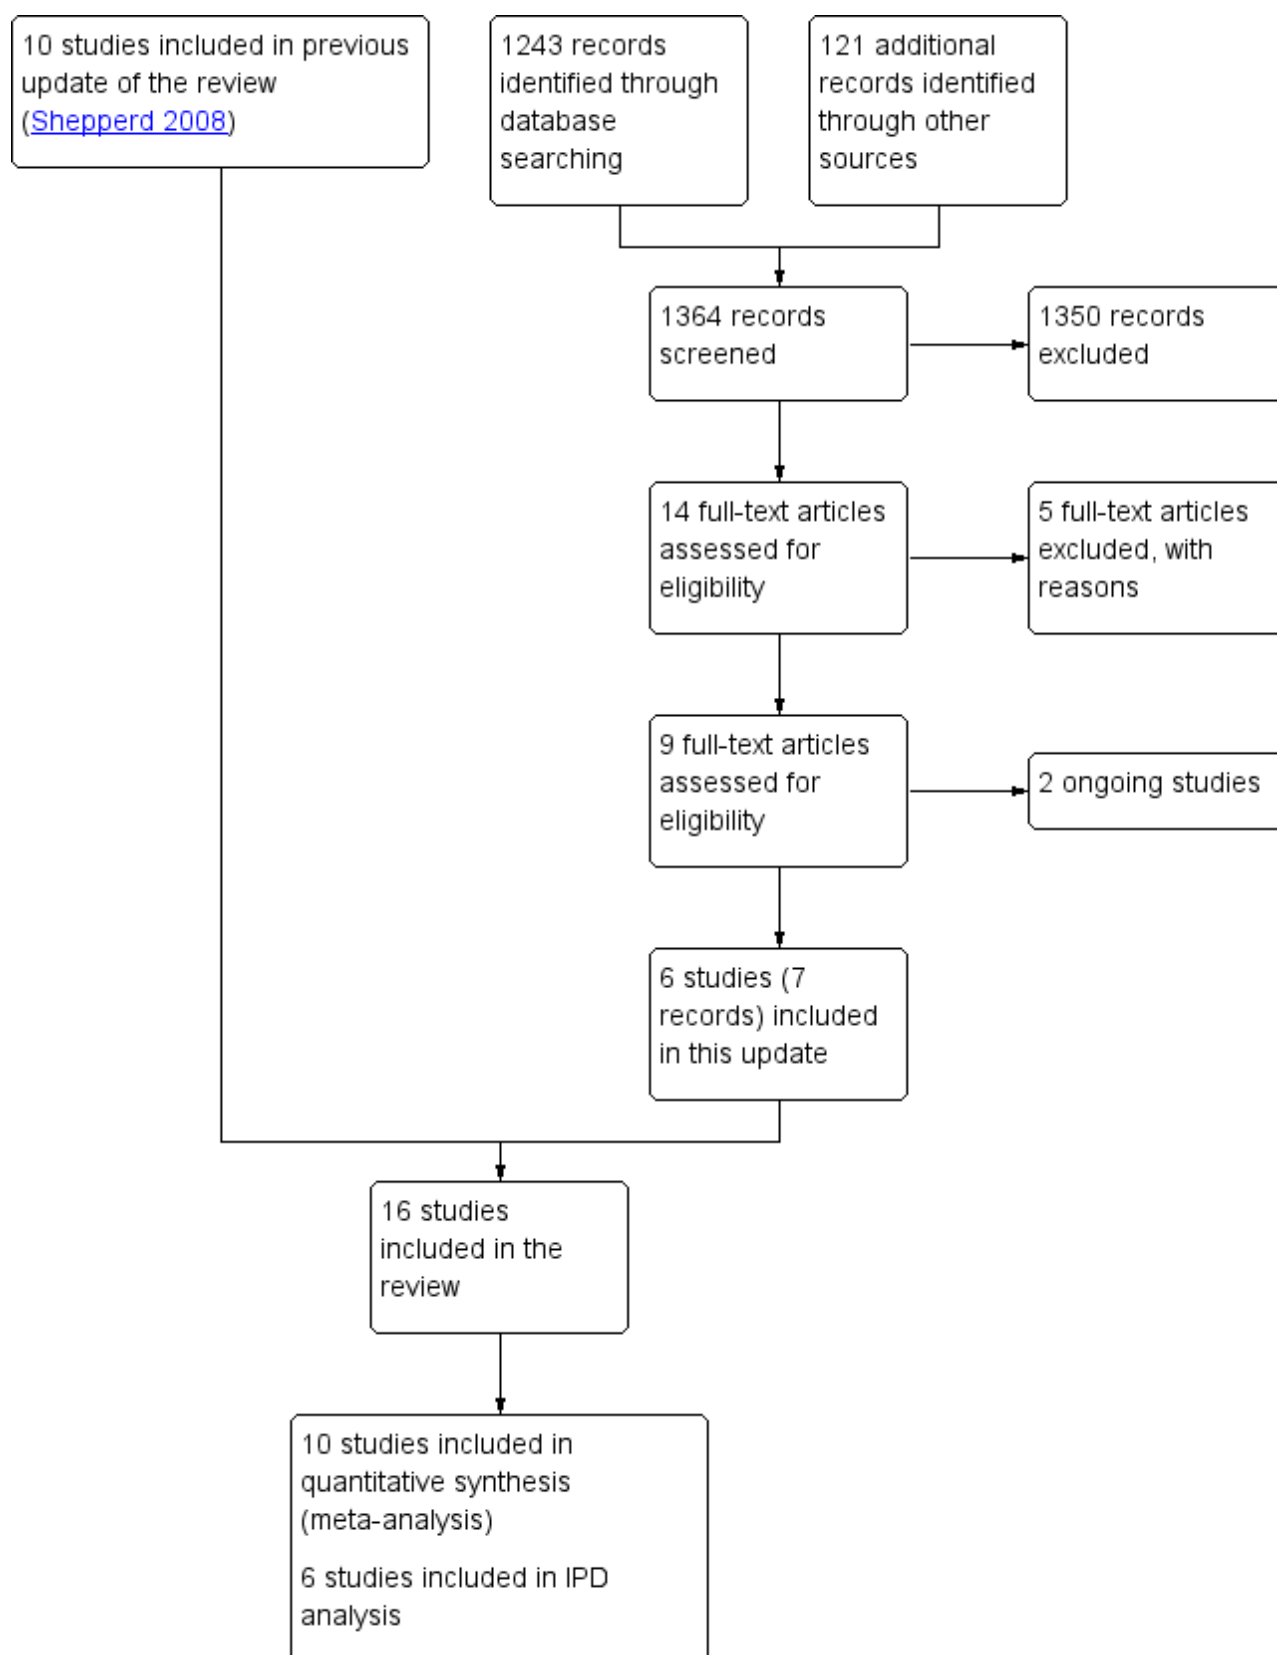 10 studies included in previous
update of the review
(Shepperd 2008)
1243 records
identified through
database
searching
121 additional
records identified
through other
sources
1364 records
screened
1350 records
excluded
14 full-text articles
assessed for
eligibility
5 full-text articles
excluded, with
reasons
9 full-text articles
assessed for
eligibility
2 ongoing studies
6 studies (7
records) included
in this update
16 studies
included in the
review
10 studies included in
quantitative synthesis
(meta-analysis)
6 studies included in IPD
analysis